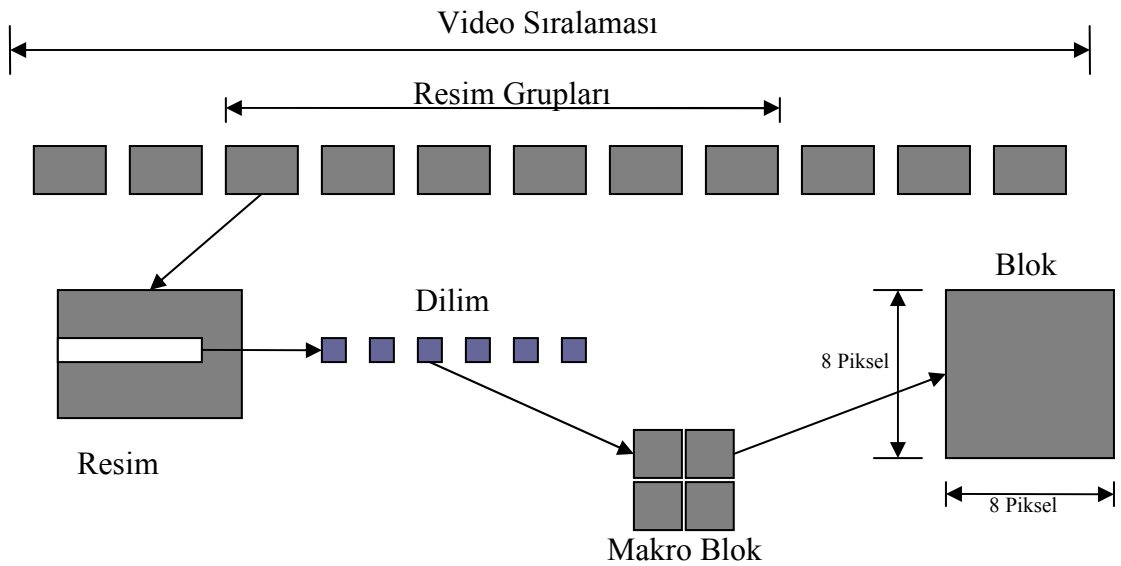 Video Sıralaması
Resim Grupları
Blok
Dilim
8 Piksel
Resim
8 Piksel
Makro Blok